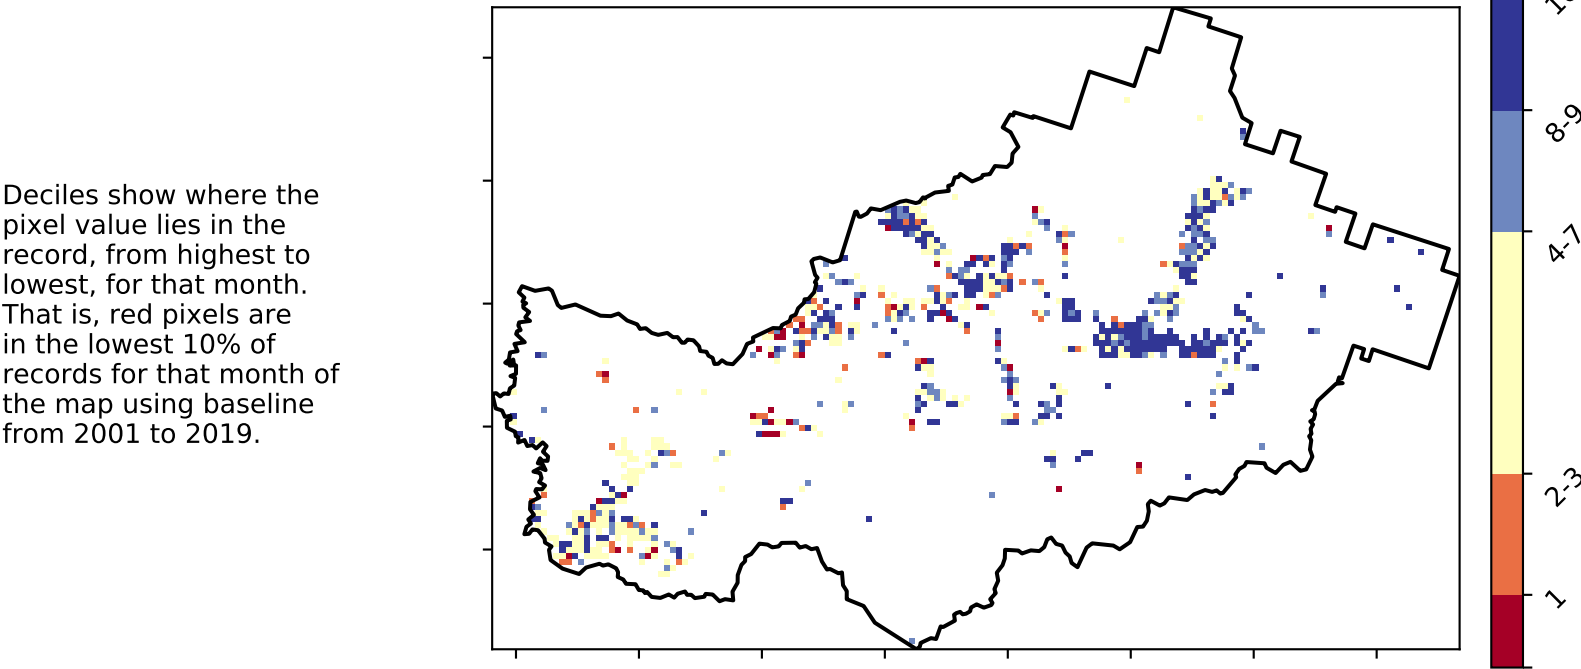 Deciles show where the
pixel value lies in the
record, from highest to
lowest, for that month.
That is, red pixels are
in the lowest 10% of
records for that month of
the map using baseline
from 2001 to 2019.
8-9
4-7
2-3
1